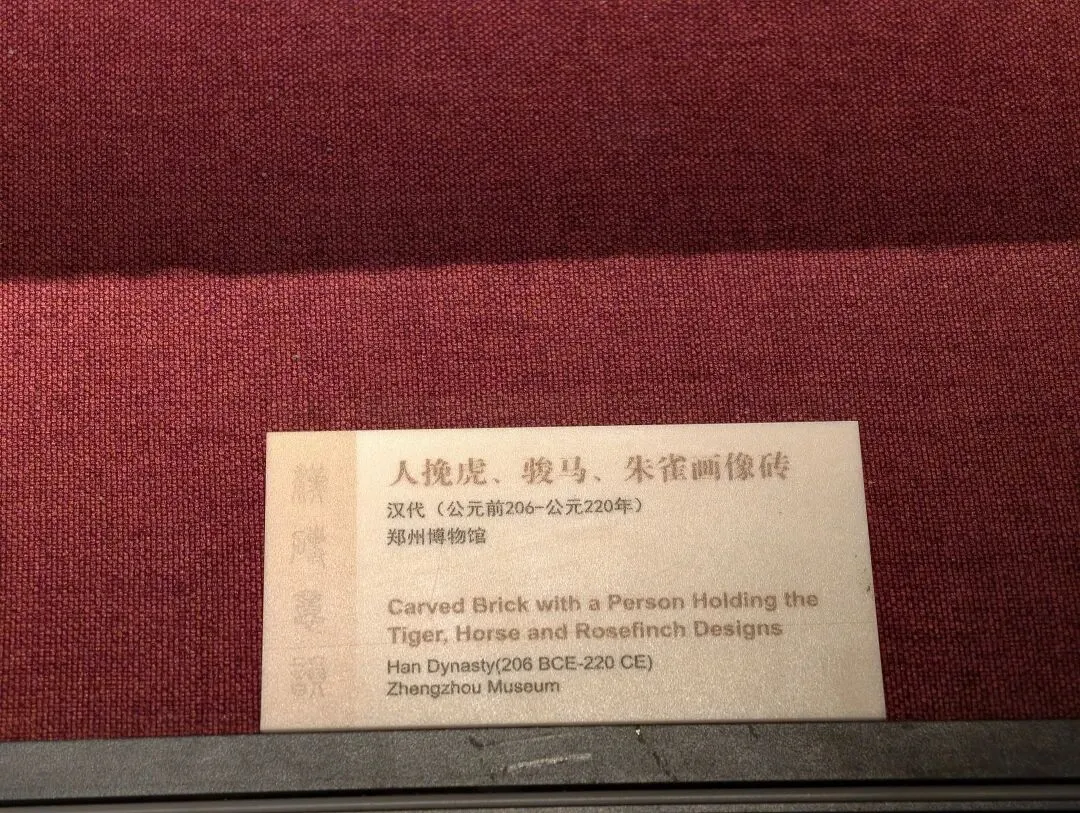 人挽虎、骏马、朱雀画像砖
汉代（公元前206-公元220年）
郑州博物馆
Carved Brick with a Person Holding the
Tiger, Horse and Rosefinch Designs
Han Dynasty(206 BCE-220 CE)
Zhengzhou Museum